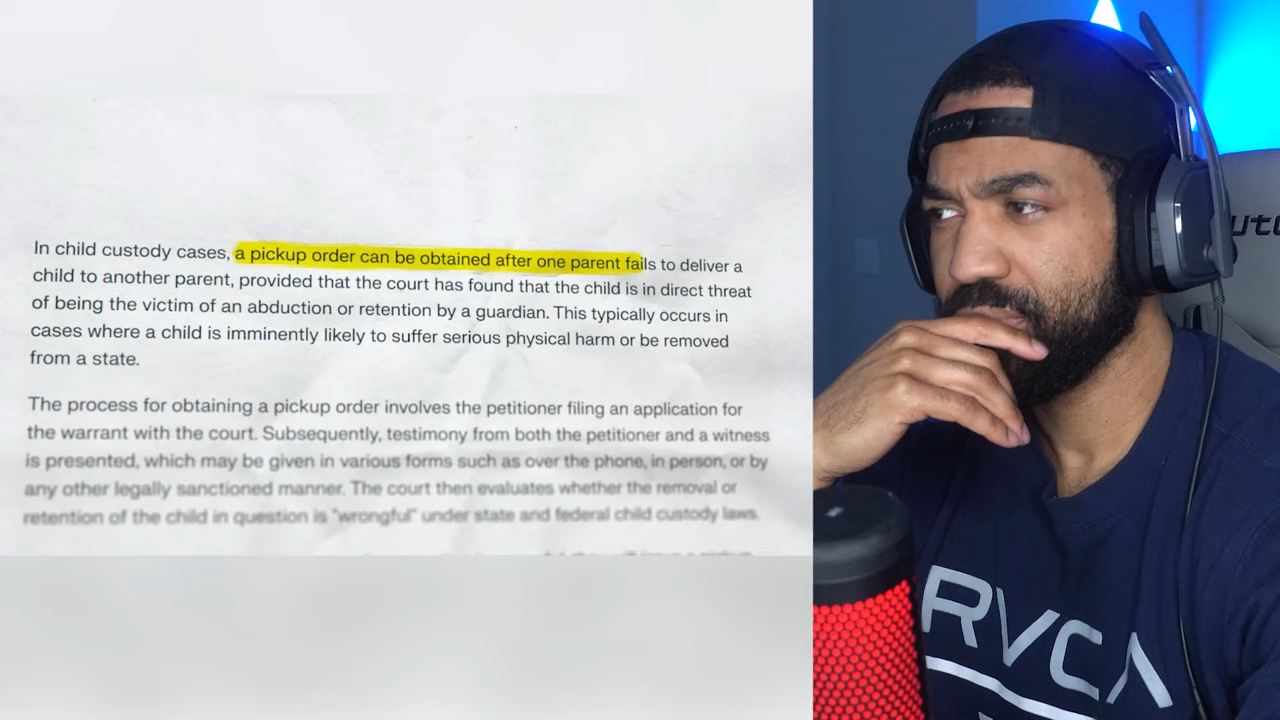 In child custody cases, a pickup order can be obtained after one parent fails to deliver a
child to another parent, provided that the court has found that the child is in direct threat
of being the victim of an abduction or retention by a guardian. This typically occurs in
cases where a child is imminently likely to suffer serious physical harm or be removed
from a state.
The process for obtaining a pickup order involves the petitioner filing an application for
the warrant with the court. Subsequently, testimony from both the petitioner and a witness
is presented, which may be given in various forms such as over the phone, in person, or by
any other legally sanctioned manner. The court then evaluates whether the removal or
retention of the child in question is "wrongful" under state and federal child custody laws.
RVCA